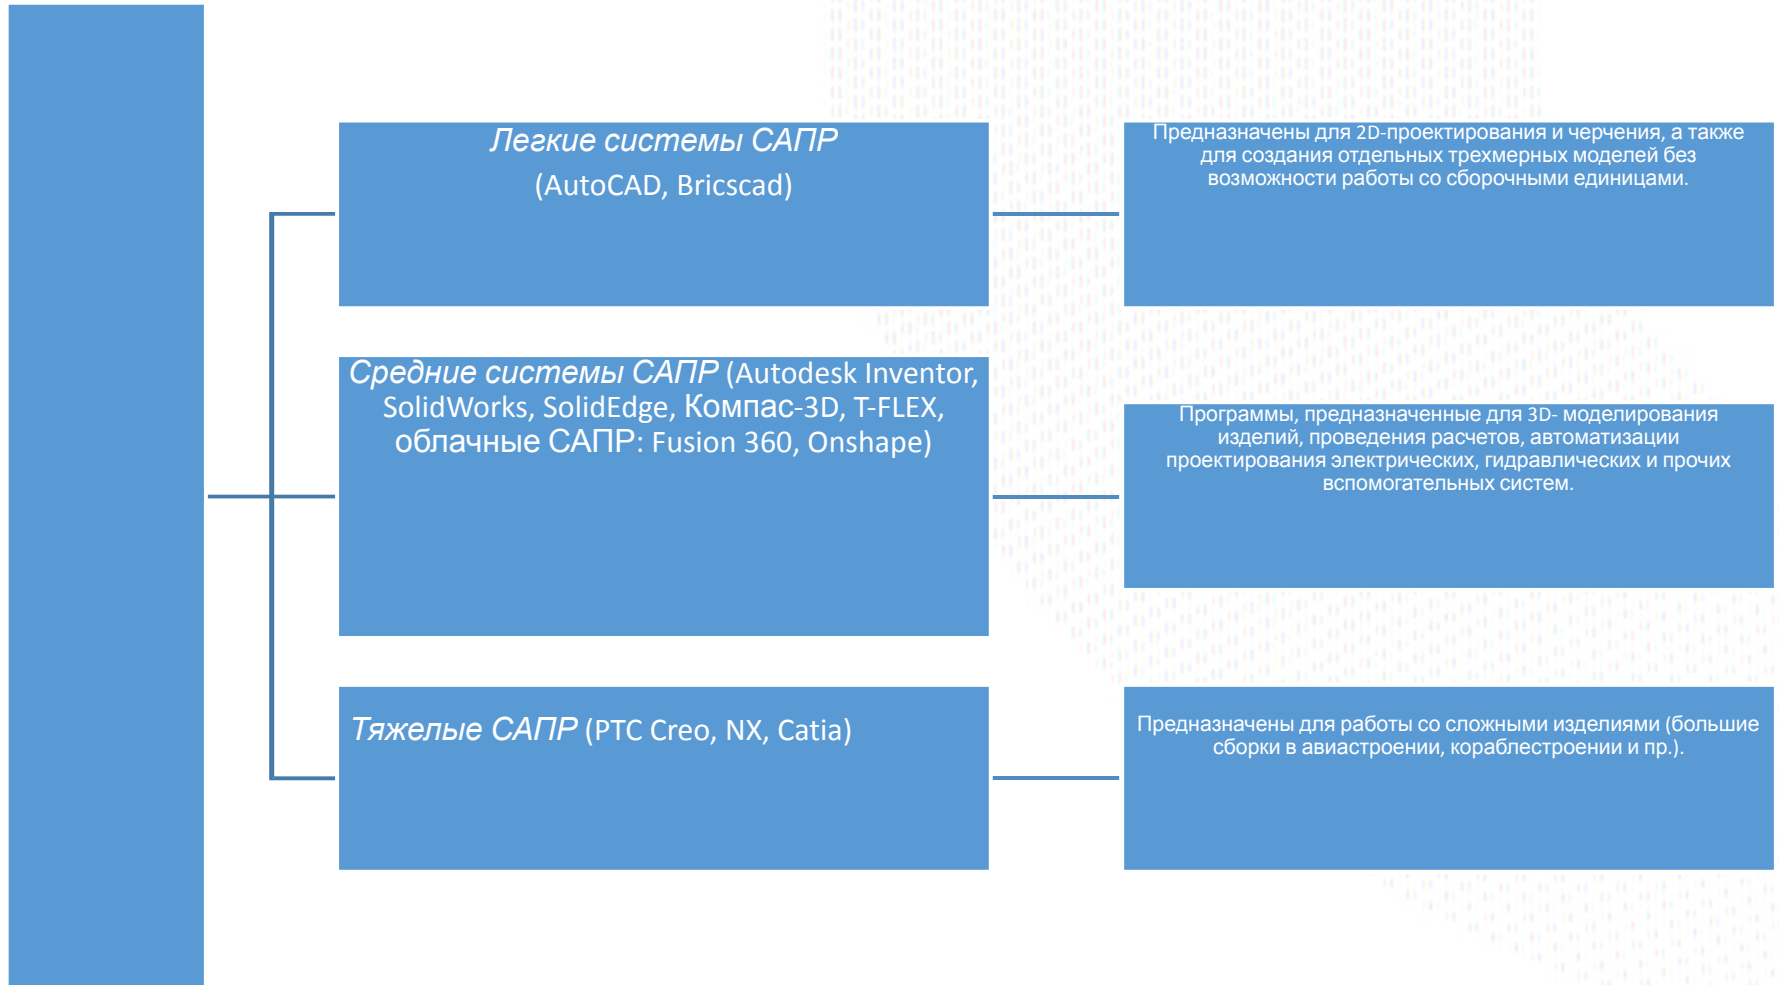 Легкие системы САПР
(AutoCAD, Bricscad)
Предназначены для 2D-проектирования и черчения, а также
для создания отдельных трехмерных моделей без
возможности работы со сборочными единицами.
Средние системы САПР (Autodesk Inventor,
SolidWorks, SolidEdge, Компас-3D, T-FLEX,
облачные САПР: Fusion 360, Onshape)
Программы, предназначенные для 3D- моделирования
изделий, проведения расчетов, автоматизации
проектирования электрических, гидравлических и прочих
вспомогательных систем.
Тяжелые САПР (PTC Creo, NX, Catia)
Предназначены для работы со сложными изделиями (большие
сборки в авиастроении, кораблестроении и пр.).